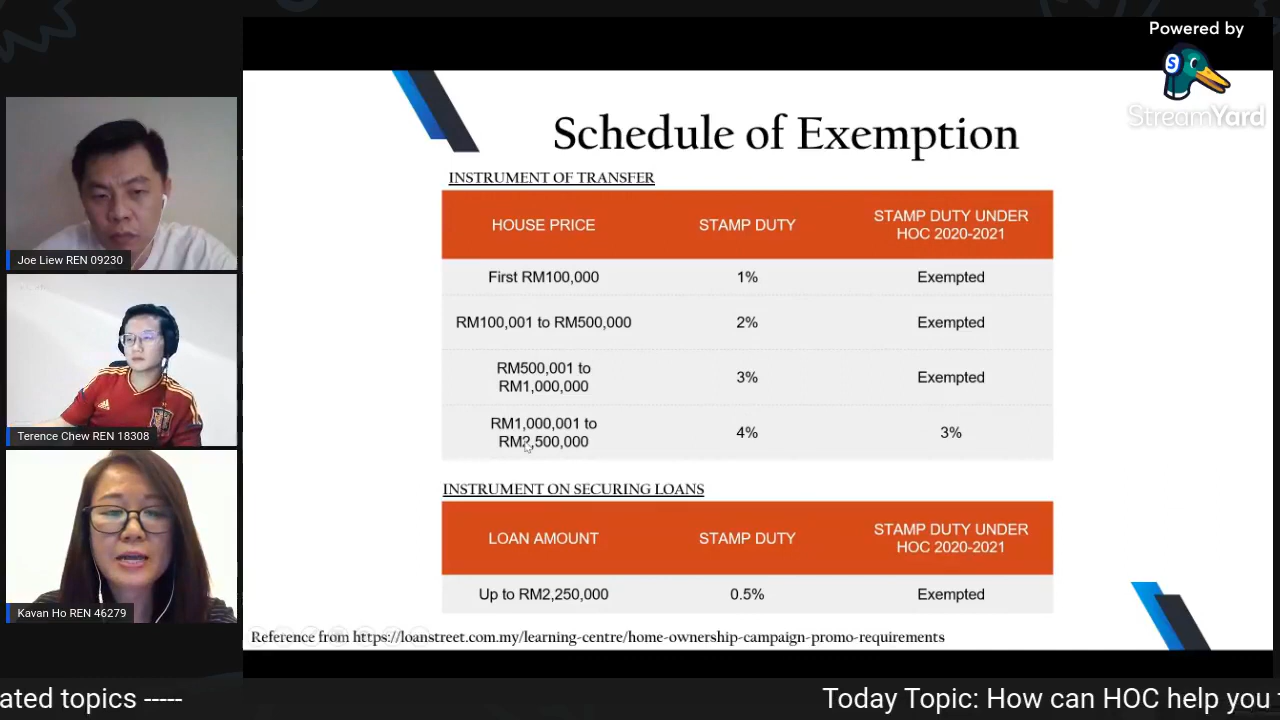 Powered by
S
StreamYard
Schedule of Exemption
INSTRUMENT OF TRANSFER
HOUSE PRICE STAMP DUTY STAMP DUTY UNDER
HOC 2020-2021
First RM100,000 1% Exempted
RM100,001 to RM500,000 2% Exempted
RM500,001 to
RM1,000,000 3% Exempted
RM1,000,001 to
RM2,500,000 4% 3%
INSTRUMENT ON SECURING LOANS
LOAN AMOUNT STAMP DUTY STAMP DUTY UNDER
HOC 2020-2021
Up to RM2,250,000 0.5% Exempted
Reference from https://loanstreet.com.my/learning-centre/home-ownership-campaign-promo-requirements
Joe Liew REN 09230
Terence Chew REN 18308
Kavan Ho REN 46279
ated topics ----- Today Topic: How can HOC help you